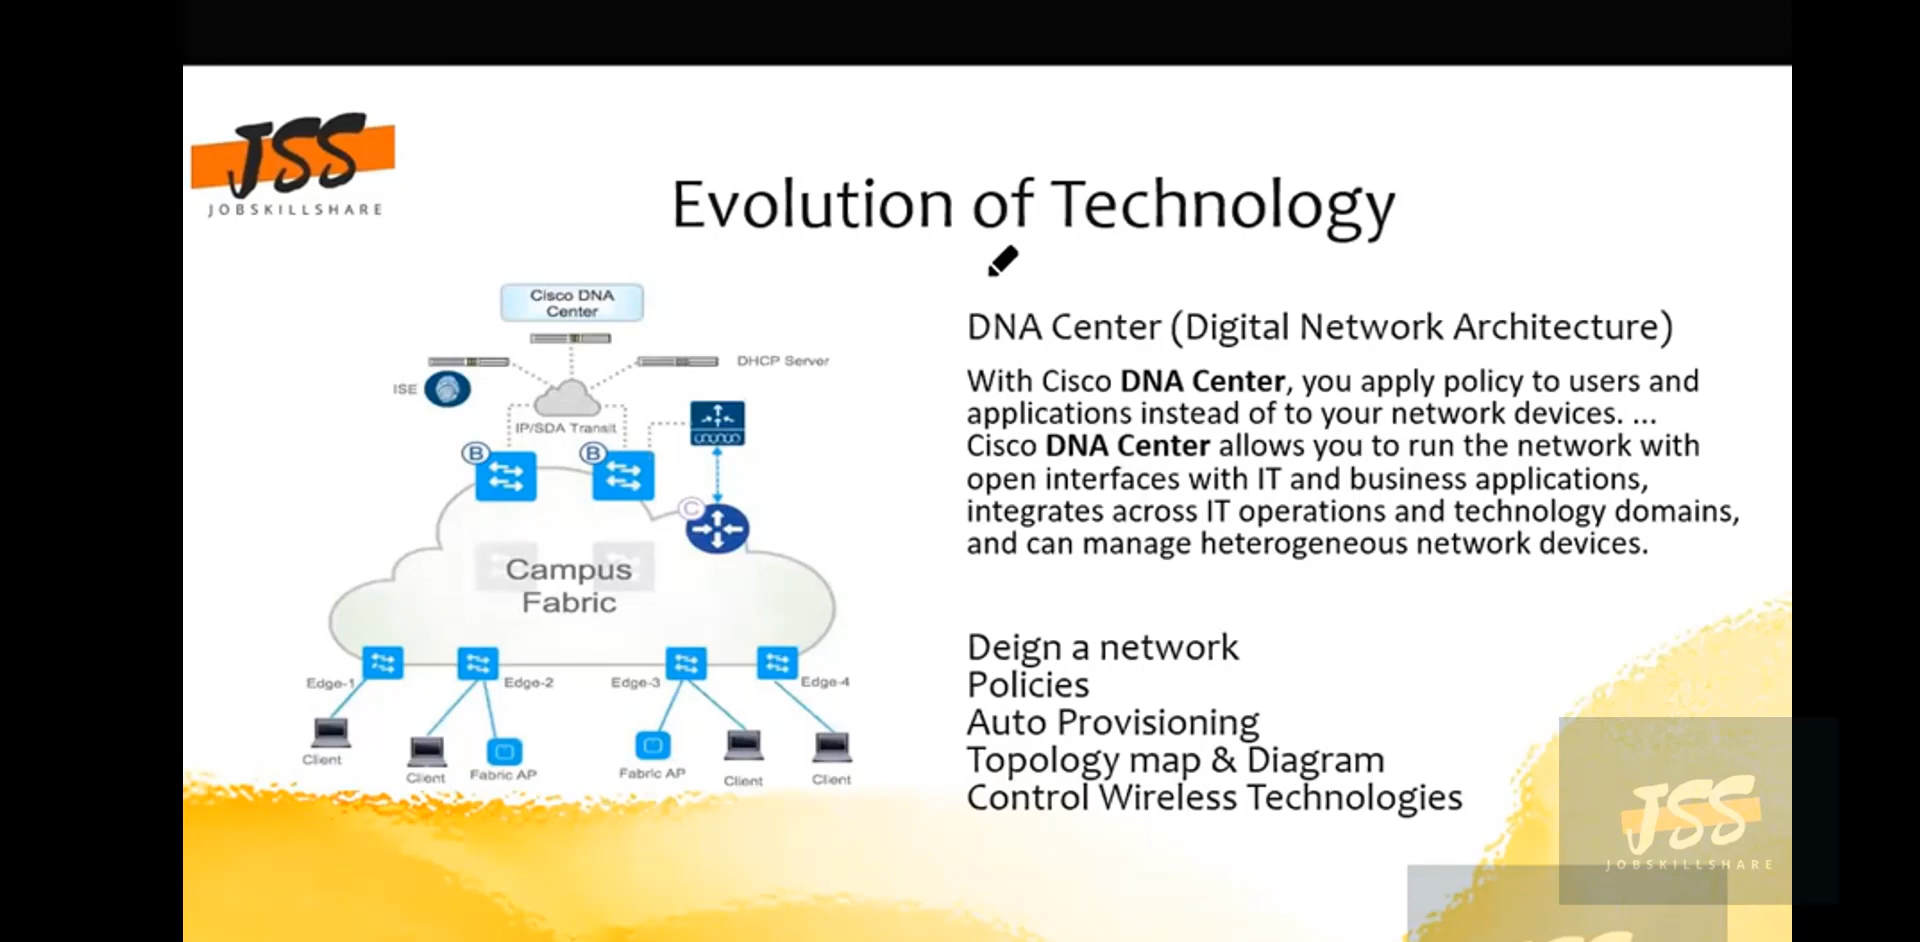 JSS
JOBSKILLSHARE
Evolution of Technology
Cisco DNA
Center
DHCP Server
ISE
IP/SDA Transit
B
B
C
Campus
Fabric
Edge-1
Edge-2
Edge-3
Edge-4
Client
Client
Fabric AP
Fabric AP
Client
Client
DNA Center (Digital Network Architecture)
With Cisco DNA Center, you apply policy to users and
applications instead of to your network devices. ...
Cisco DNA Center allows you to run the network with
open interfaces with IT and business applications,
integrates across IT operations and technology domains,
and can manage heterogeneous network devices.
Deign a network
Policies
Auto Provisioning
Topology map & Diagram
Control Wireless Technologies
JSS
JOBSKILLSHARE